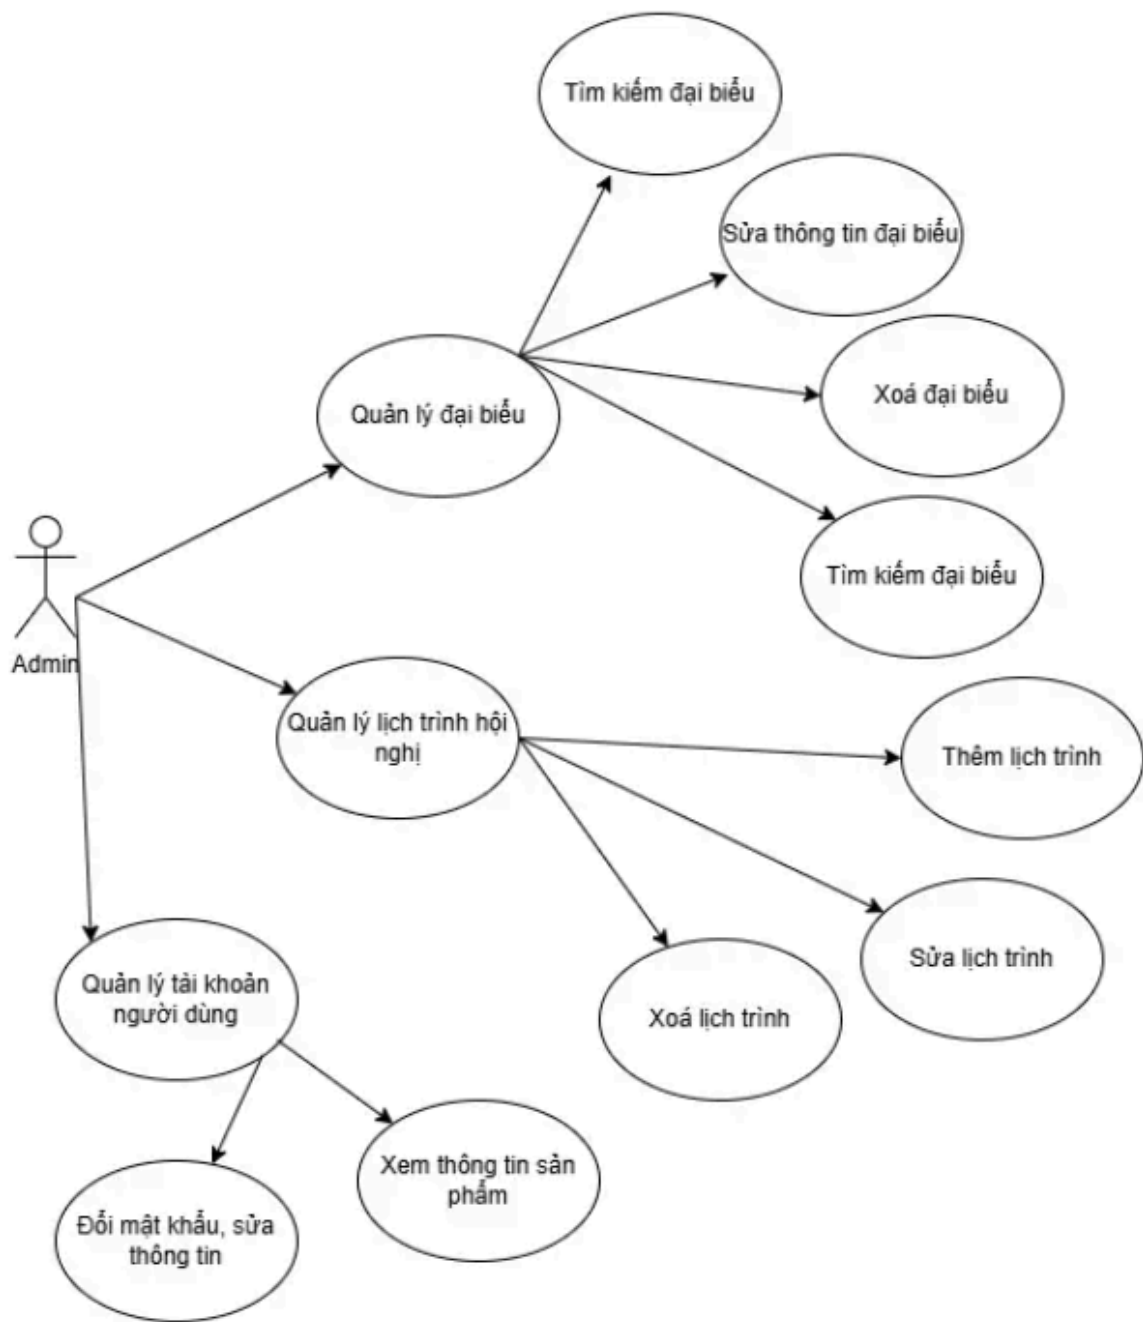 Tìm kiếm đại biểu
Sửa thông tin đại biểu
Xoá đại biểu
Quản lý đại biểu
Tìm kiếm đại biểu
Admin
Quản lý lịch trình hội
nghị
Thêm lịch trình
Sửa lịch trình
Xoá lịch trình
Quản lý tài khoản
người dùng
Xem thông tin sản
phẩm
Đổi mật khẩu, sửa
thông tin